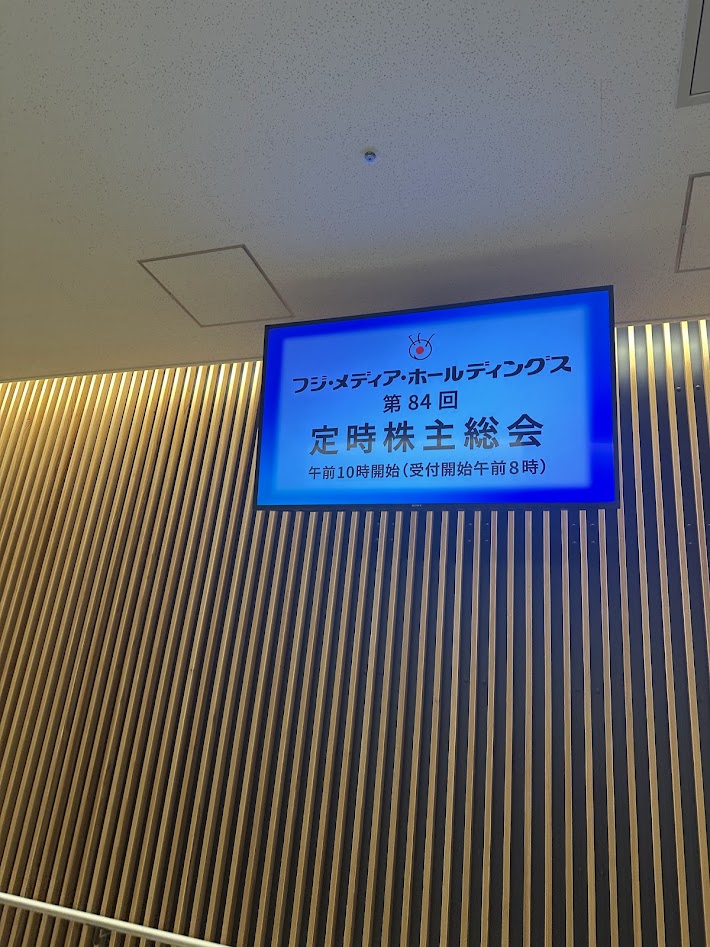 フジ・メディア・ホールディングス
第84回
定時株主総会
午前10時開始(受付開始午前8時)
SONY